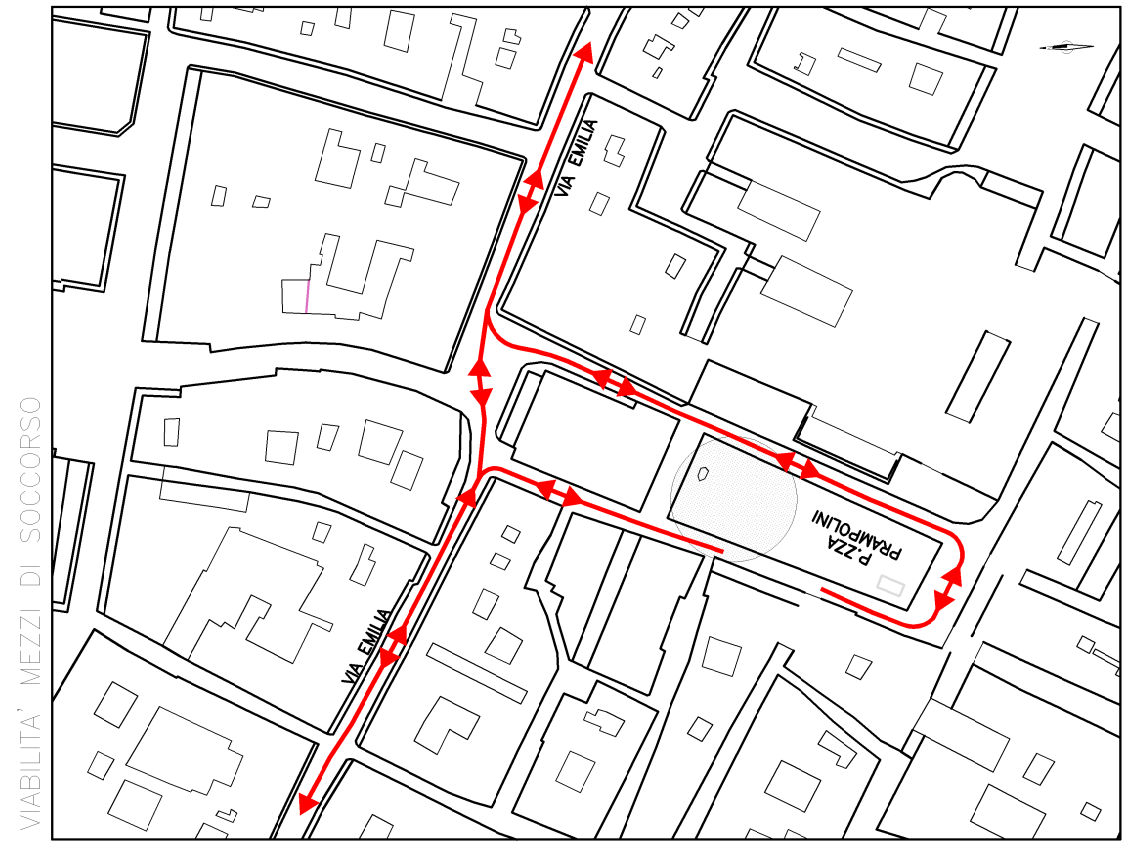 VIABILITA' MEZZI DI SOCCORSO
VIA EMILIA
P.ZZA
PRAMPOLINI
VIA EMILIA